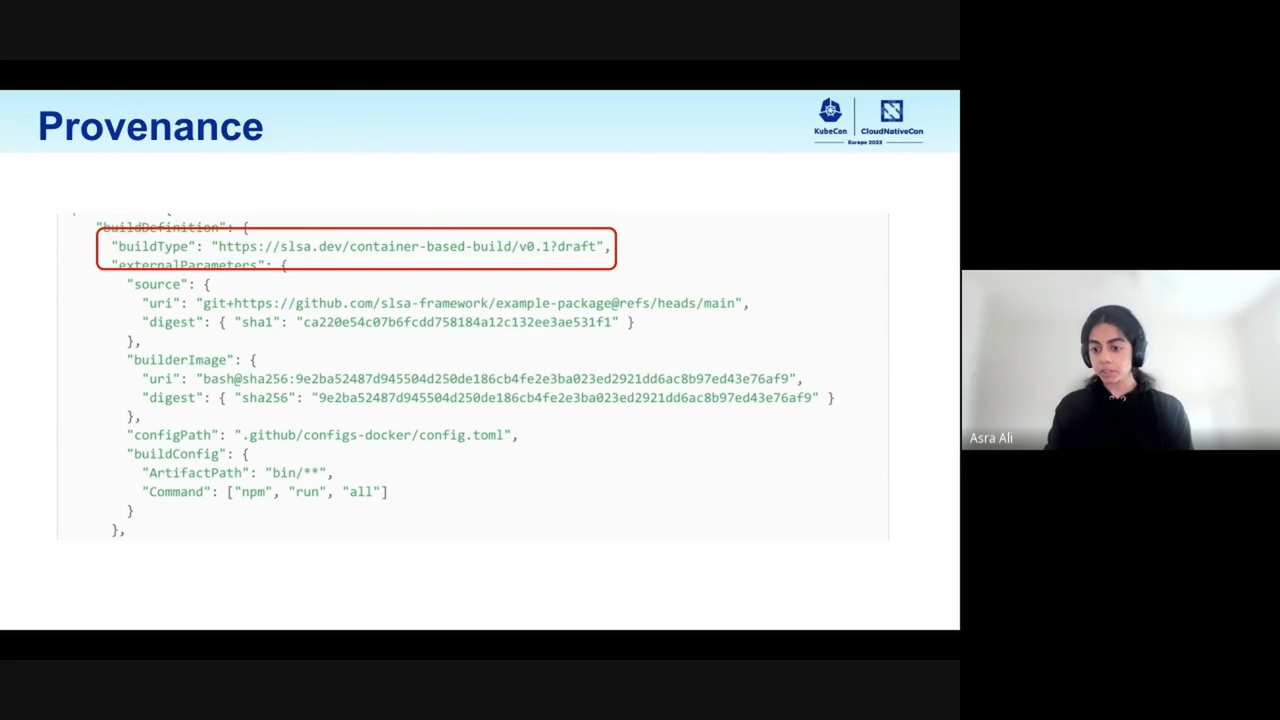 Provenance
KubeCon
CloudNativeCon
Europe 2023
"buildDefinition": {
"buildType": "https://slsa.dev/container-based-build/v0.1?draft",
"externalParameters": {
"source": {
"uri": "git+https://github.com/slsa-framework/example-package@refs/heads/main",
"digest": { "sha1": "ca220e54c07b6fcdd758184a12c132ee3ae531f1" }
},
"builderImage": {
"uri": "bash@sha256:9e2ba52487d945504d250de186cb4fe2e3ba023ed2921dd6ac8b97ed43e76af9",
"digest": { "sha256": "9e2ba52487d945504d250de186cb4fe2e3ba023ed2921dd6ac8b97ed43e76af9" }
},
"configPath": ".github/configs-docker/config.toml",
"buildConfig": {
"ArtifactPath": "bin/**",
"Command": ["npm", "run", "all"]
}
},
Asra Ali